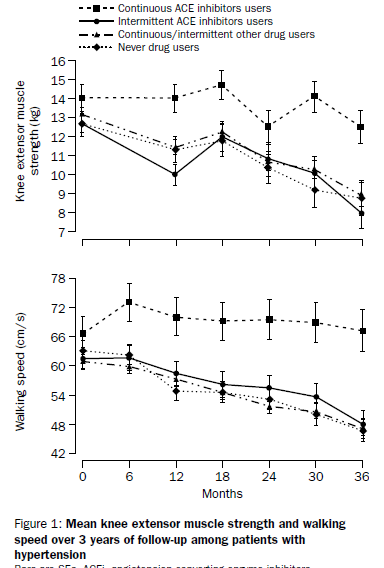 Continuous ACE inhibitors users
Intermittent ACE inhibitors users
Continuous/intermittent other drug users
Never drug users
Knee extensor muscle
strength (kg)
16
15
14
13
12
11
10
9
8
7
Walking speed (cm/s)
78
72
66
60
54
48
42
0 6 12 18 24 30 36
Months
Figure 1: Mean knee extensor muscle strength and walking
speed over 3 years of follow-up among patients with
hypertension